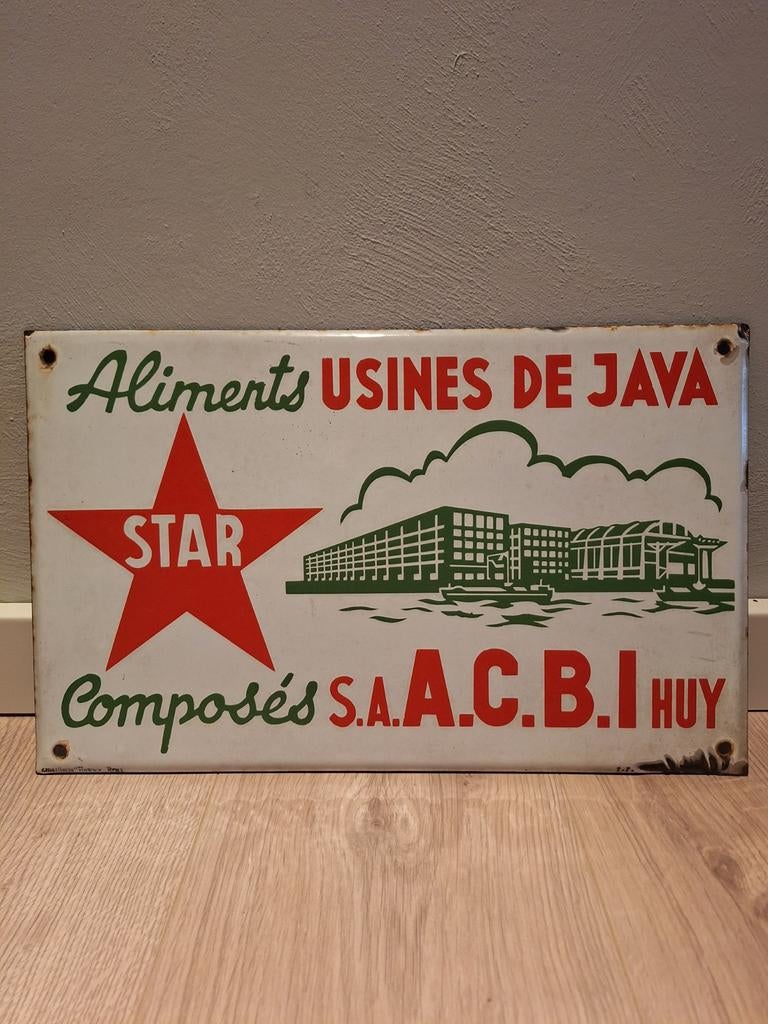 Aliments USINES DE JAVA
STAR
Composés S.A. A.C.B.I HUY